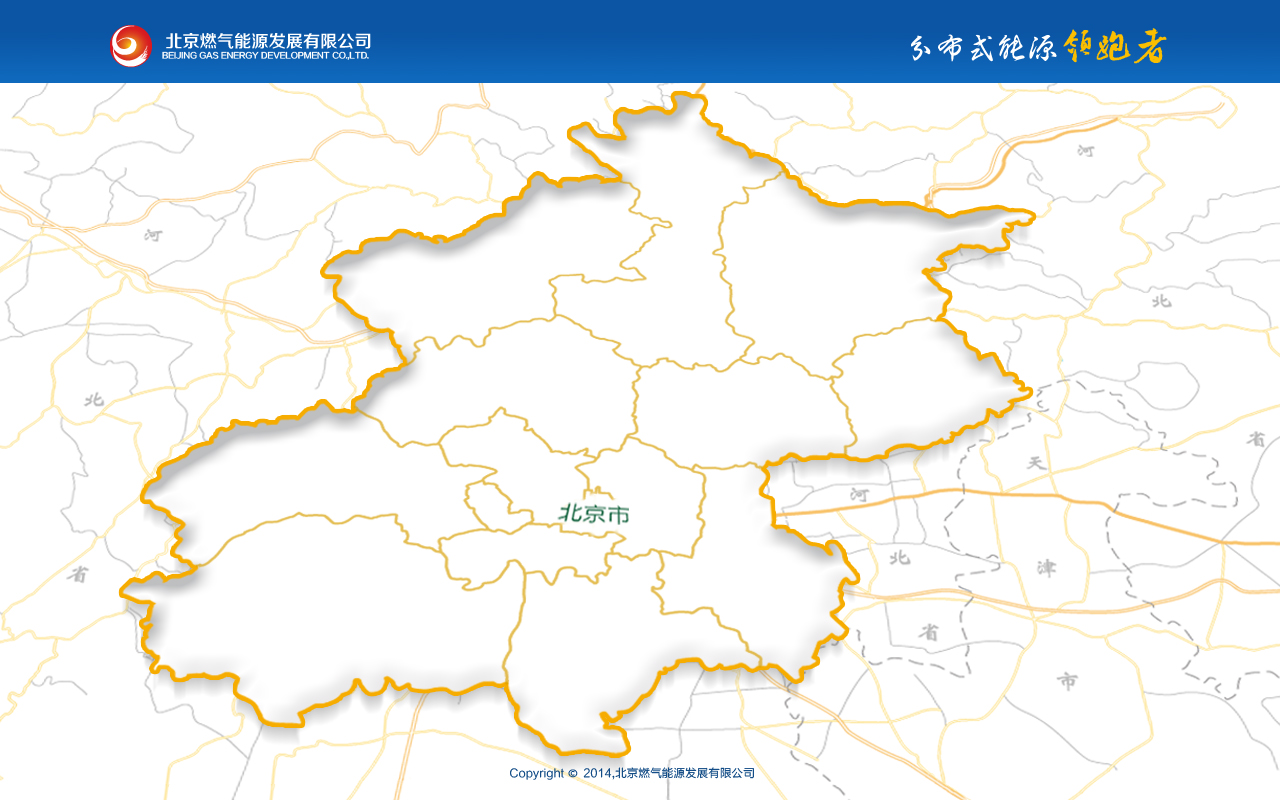 北京燃气能源发展有限公司
BEIJING GAS ENERGY DEVELOPMENT CO.,LTD.
分布式能源领跑者
河
河
北
北
省
天
河
北京市
北
津
省
省
市
Copyright © 2014,北京燃气能源发展有限公司